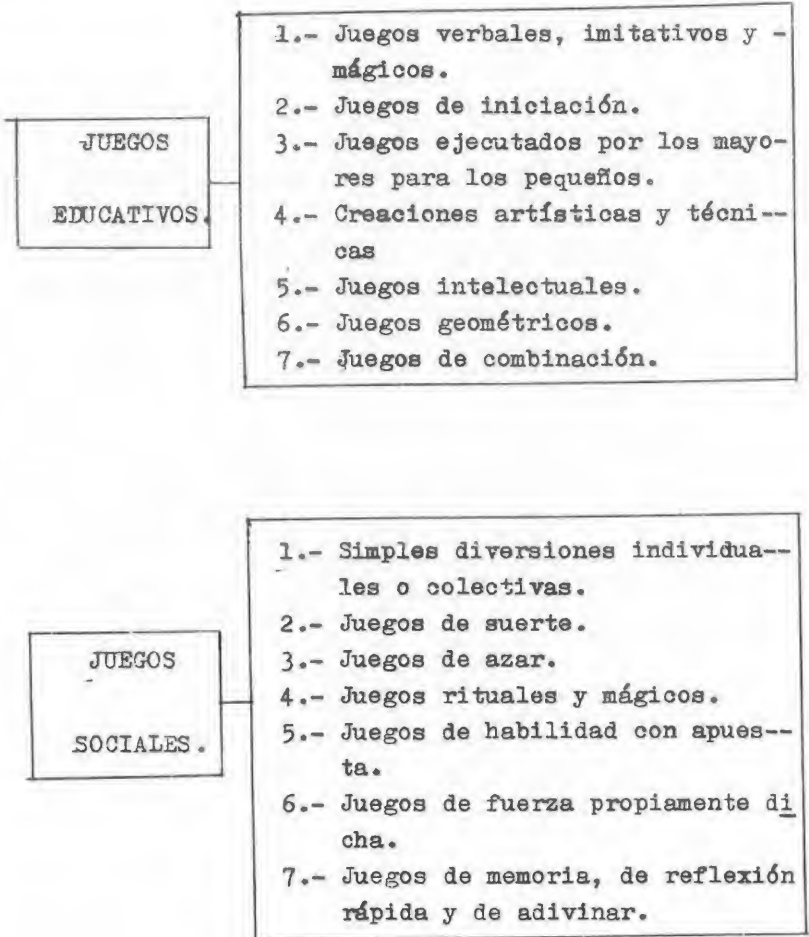 JUEGOS
EDUCATIVOS.
1.- Juegos verbales, imitativos y -
mágicos.
2.- Juegos de iniciación.
3.- Juegos ejecutados por los mayo-
res para los pequeños.
4.- Creaciones artísticas y técni--
cas
5.- Juegos intelectuales.
6.- Juegos geométricos.
7.- Juegos de combinación.
JUEGOS
SOCIALES.
1.- Simples diversiones individua--
les o colectivas.
2.- Juegos de suerte.
3.- Juegos de azar.
4.- Juegos rituales y mágicos.
5.- Juegos de habilidad con apues--
ta.
6.- Juegos de fuerza propiamente di
cha.
7.- Juegos de memoria, de reflexión
rápida y de adivinar.